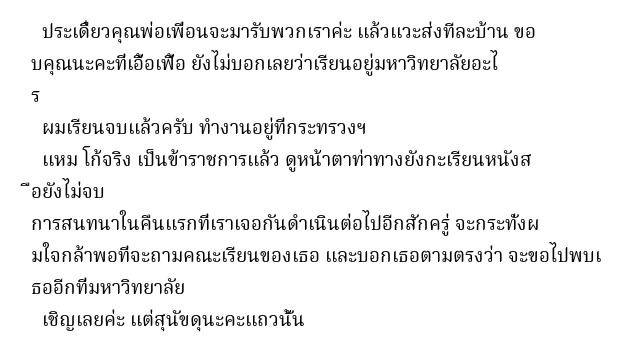 ประเดี๋ยวคุณพ่อเพื่อนจะมารับพวกเราค่ะ แล้วแวะส่งทีละบ้าน ขอ
บคุณนะคะที่เอื้อเฟื้อ ยังไม่บอกเลยว่าเรียนอยู่มหาวิทยาลัยอะไ
ร
ผมเรียนจบแล้วครับ ทำงานอยู่ที่กระทรวงฯ
แหม โก้จริง เป็นข้าราชการแล้ว ดูหน้าตาท่าทางยังกะเรียนหนังส
ือยังไม่จบ
การสนทนาในคืนแรกที่เราเจอกันดำเนินต่อไปอีกสักครู่ จะกระทั่งผ
มใจกล้าพอที่จะถามคณะเรียนของเธอ และบอกเธอตามตรงว่า จะขอไปพบเ
ธออีกที่มหาวิทยาลัย
เชิญเลยค่ะ แต่สุนัขดุนะคะแถวนั้น